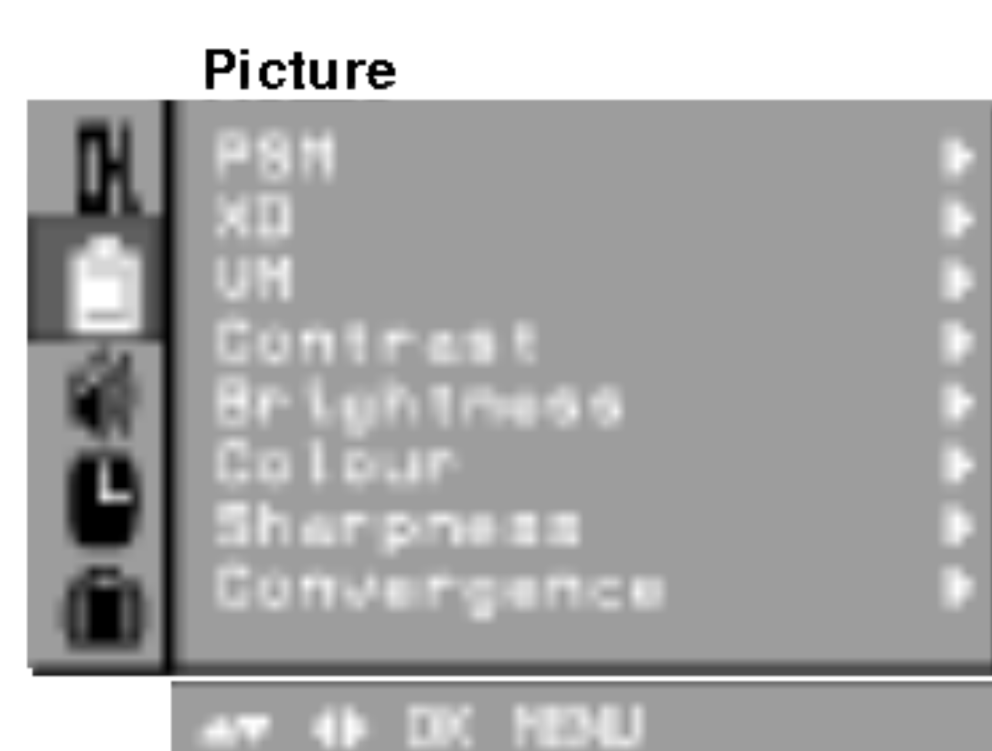 Picture
PSM
XD
VM
Contrast
Brightness
Colour
Sharpness
Convergence
OK MENU